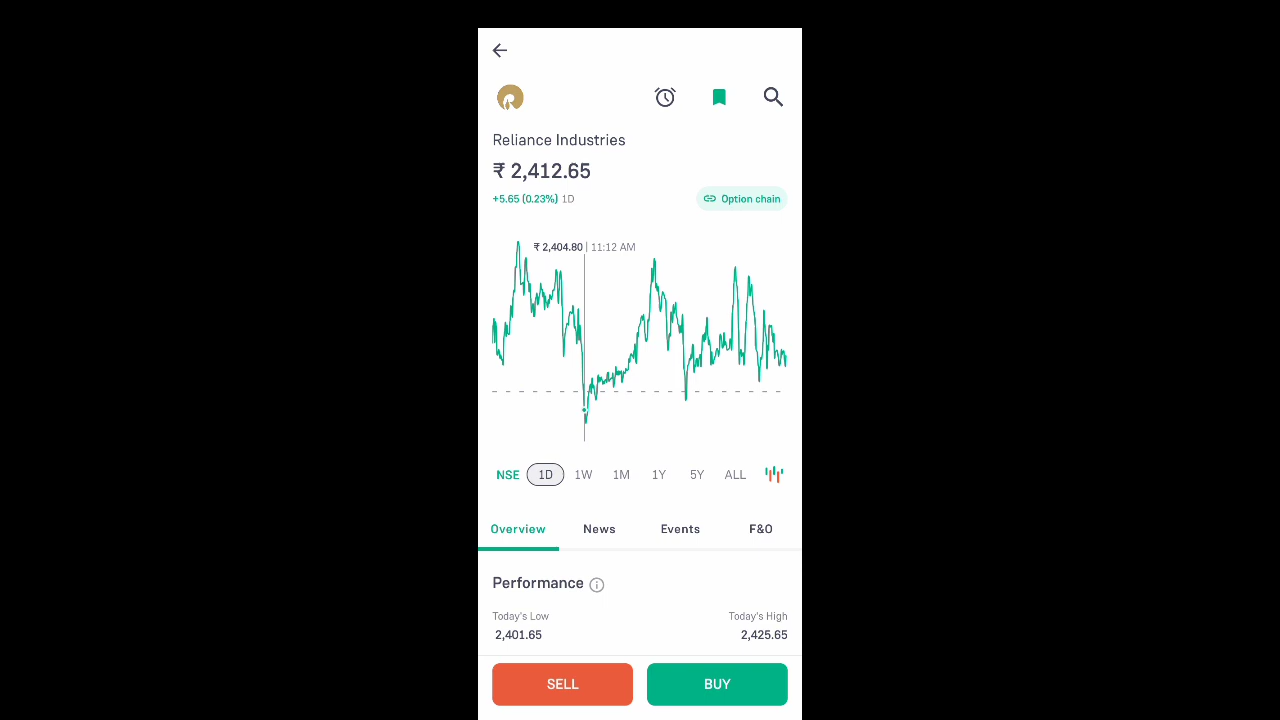 Reliance Industries
₹ 2,412.65
+5.65 (0.23%) 1D
Option chain
₹ 2,404.80 | 11:12 AM
NSE 1D 1W 1M 1Y 5Y ALL
Overview News Events F&O
Performance
Today's Low Today's High
2,401.65 2,425.65
SELL BUY